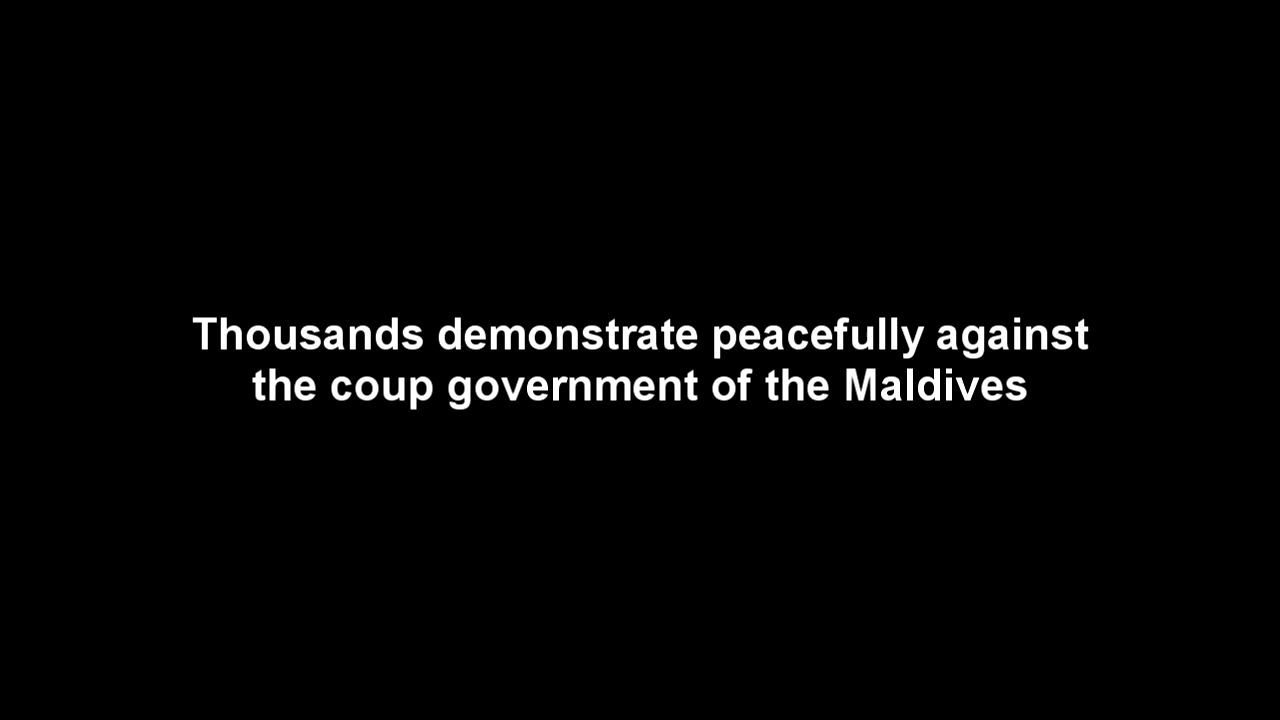 Thousands demonstrate peacefully against
the coup government of the Maldives